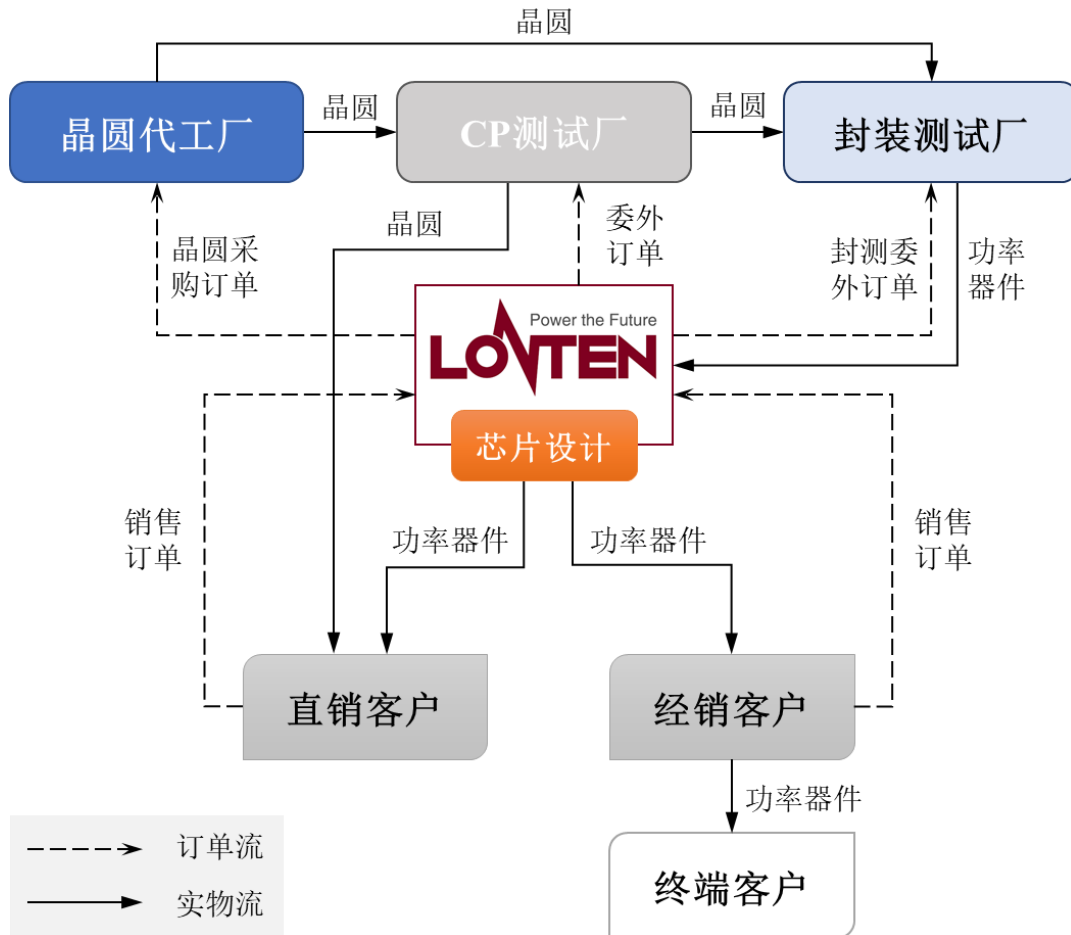 晶圆
晶圆代工厂
晶圆
CP测试厂
晶圆
封装测试厂
晶圆采
购订单
晶圆
委外
订单
封测委
外订单
功率
器件
Power the Future
LONTEN
芯片设计
销售
订单
功率器件
功率器件
销售
订单
直销客户
经销客户
功率器件
终端客户
订单流
实物流